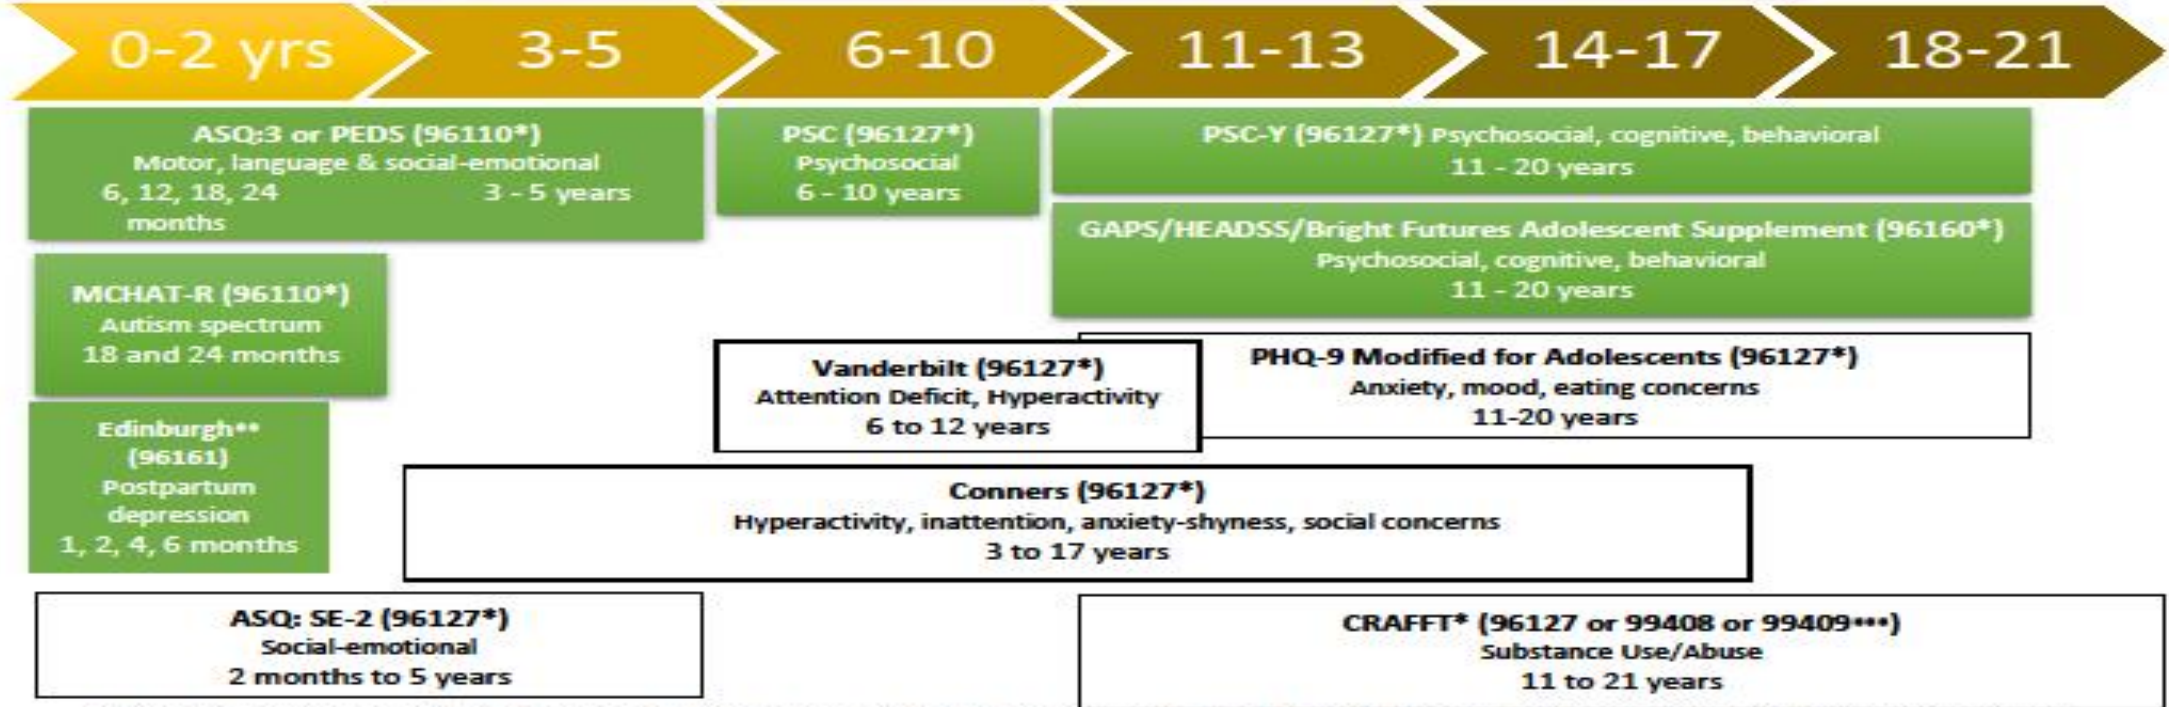 0-2 yrs
3-5
6-10
11-13
14-17
18-21
ASQ:3 or PEDS (96110*)
Motor, language & social-emotional
6, 12, 18, 24 3 - 5 years
months
PSC (96127*)
Psychosocial
6 - 10 years
PSC-Y (96127*) Psychosocial, cognitive, behavioral
11 - 20 years
GAPS/HEADSS/Bright Futures Adolescent Supplement (96160*)
Psychosocial, cognitive, behavioral
11 - 20 years
MCHAT-R (96110*)
Autism spectrum
18 and 24 months
Vanderbilt (96127*)
Attention Deficit, Hyperactivity
6 to 12 years
PHQ-9 Modified for Adolescents (96127*)
Anxiety, mood, eating concerns
11-20 years
Edinburgh**
(96161)
Postpartum
depression
1, 2, 4, 6 months
Conners (96127*)
Hyperactivity, inattention, anxiety-shyness, social concerns
3 to 17 years
ASQ: SE-2 (96127*)
Social-emotional
2 months to 5 years
CRAFFT* (96127 or 99408 or 99409***)
Substance Use/Abuse
11 to 21 years